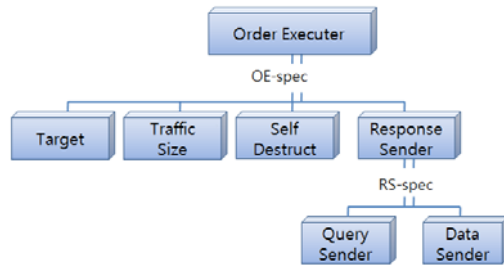 Order Executer
OE-spec
Target
Traffic
Size
Self
Destruct
Response
Sender
RS-spec
Query
Sender
Data
Sender